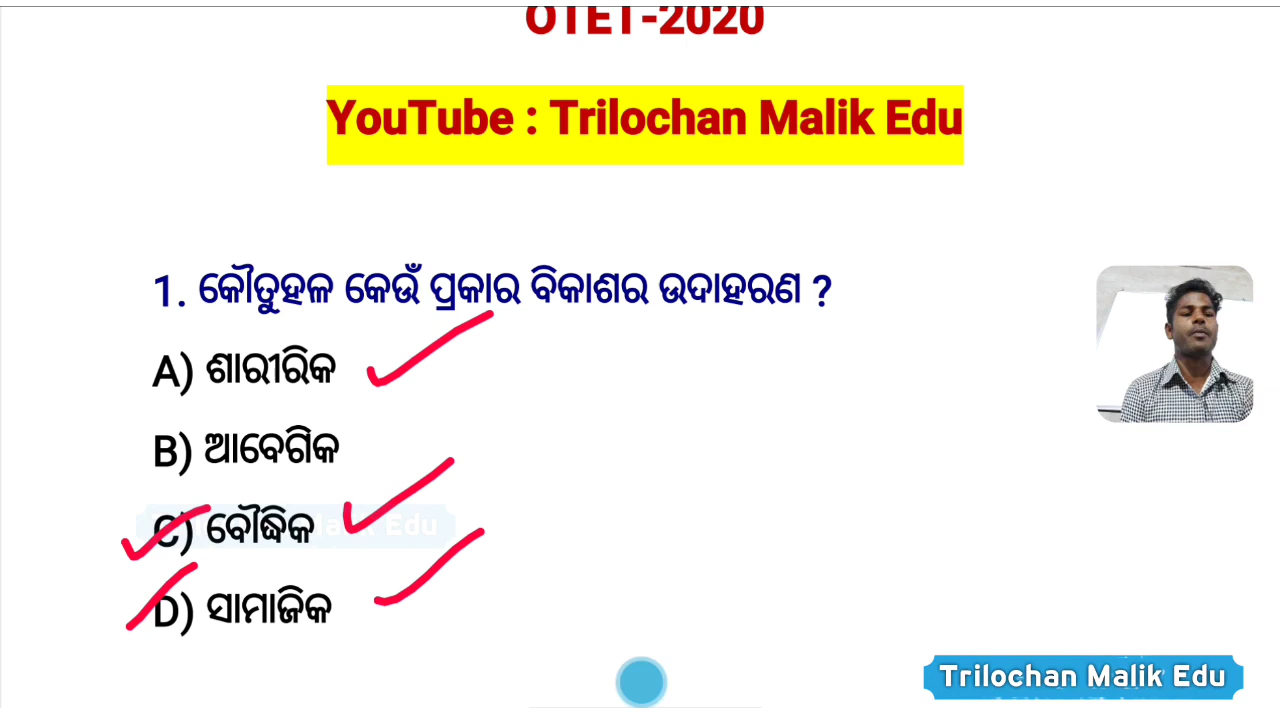 OTET-2020
YouTube : Trilochan Malik Edu
1. କୌତୁହଳ କେଉଁ ପ୍ରକାର ବିକାଶର ଉଦାହରଣ ?
A) ଶାରୀରିକ
B) ଆବେଗିକ
C) ବୌଦ୍ଧିକ
D) ସାମାଜିକ
Trilochan Malik Edu